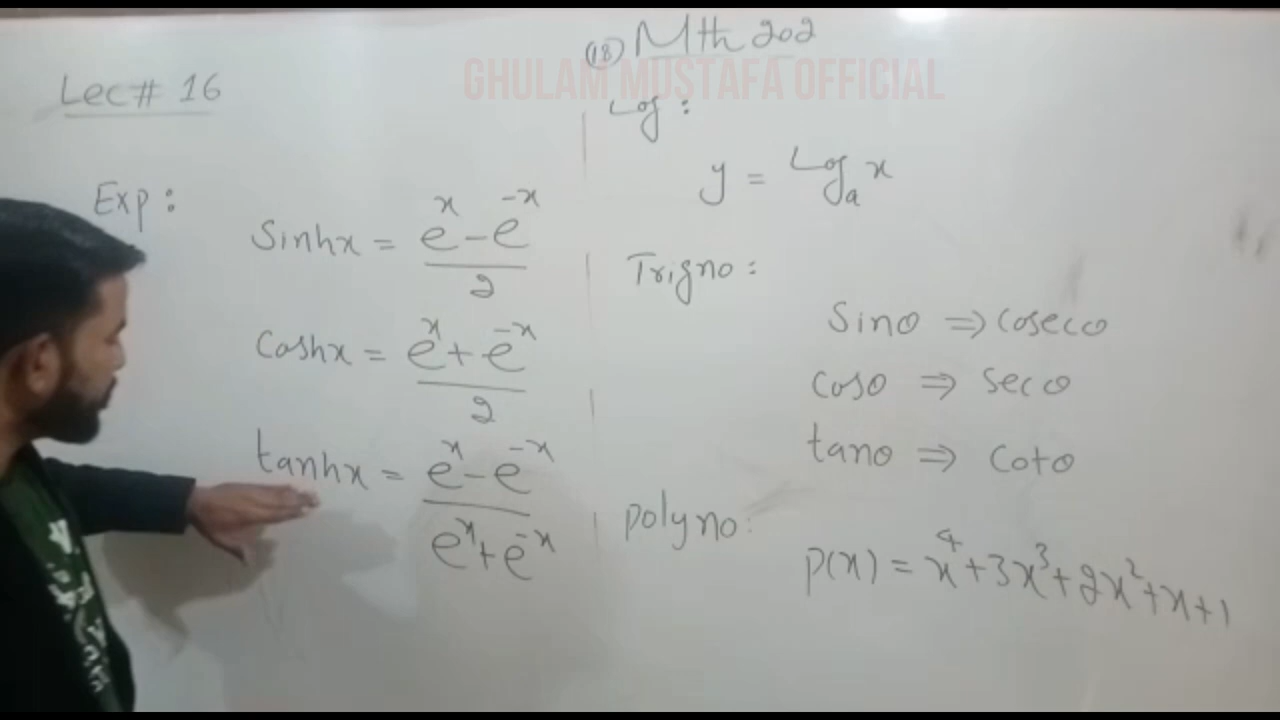 (18) Mth 202
GHULAM MUSTAFA OFFICIAL
Lec# 16
Exp:
Sinhx = e^x - e^-x / 2
Coshx = e^x + e^-x / 2
tanhx = e^x - e^-x / e^x + e^-x
Log:
y = Log_a x
Trigno:
Sinθ ⇒ Cosecθ
Cosθ ⇒ Secθ
tanθ ⇒ Cotθ
polyno:
P(x) = x^4 + 3x^3 + 2x^2 + x + 1